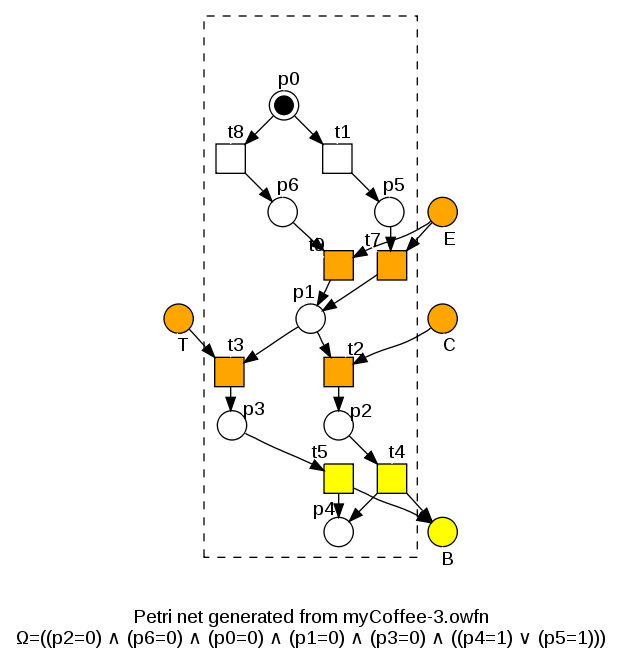 p0
t8
t1
p6
p5
t7
E
p1
T
t3
t2
C
p3
p2
t5
t4
p4
B
Petri net generated from myCoffee-3.owfn
Ω=((p2=0) ∧ (p6=0) ∧ (p0=0) ∧ (p1=0) ∧ (p3=0) ∧ ((p4=1) ∨ (p5=1)))